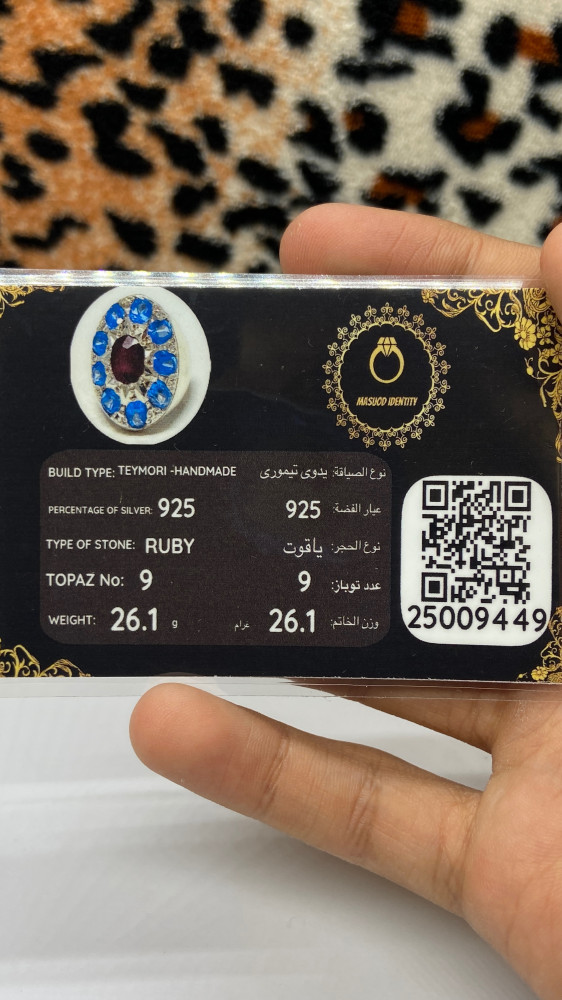 MASUOD IDENTITY
BUILD TYPE: TEYMORI -HANDMADE
نوع الصياقة: يدوى تيمورى
PERCENTAGE OF SILVER: 925
عيار الفضة: 925
TYPE OF STONE: RUBY
نوع الحجر: ياقوت
TOPAZ No: 9
عدد توباز: 9
WEIGHT: 26.1 g
وزن الخاتم: 26.1 غرام
25009449